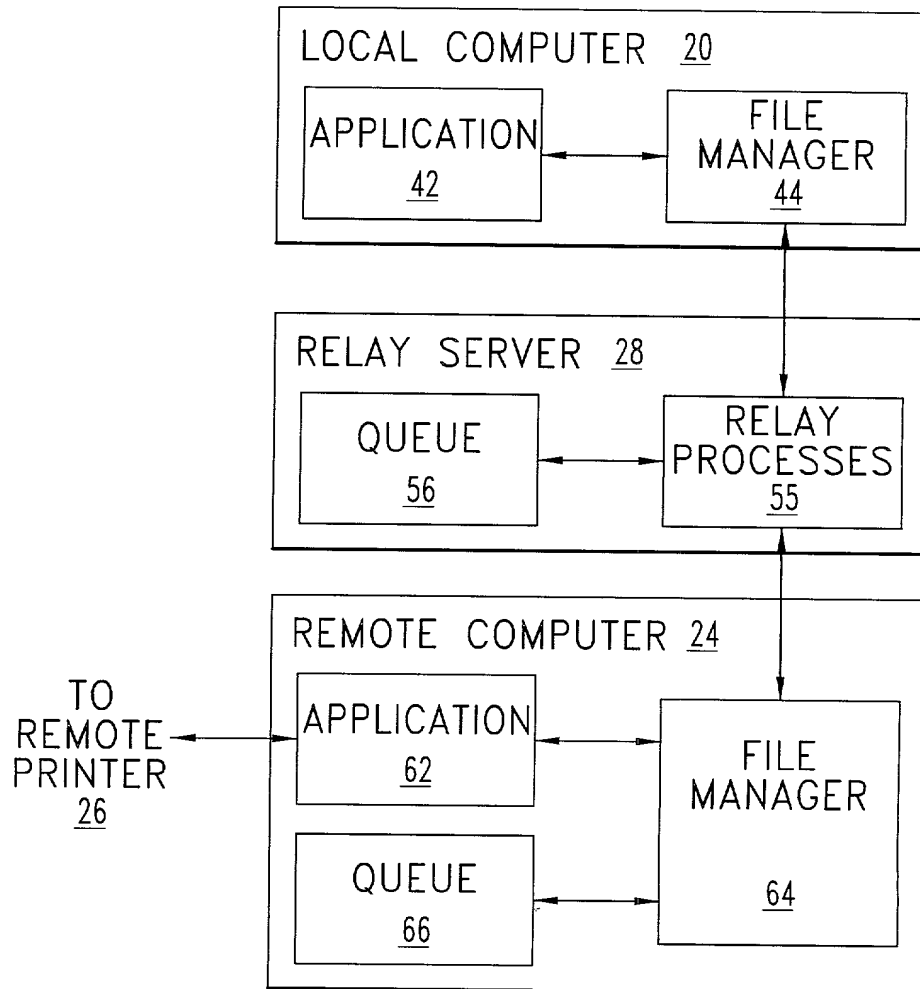 LOCAL COMPUTER 20
APPLICATION
42
FILE
MANAGER
44
RELAY SERVER 28
QUEUE
56
RELAY
PROCESSES
55
REMOTE COMPUTER 24
TO
REMOTE
PRINTER
26
APPLICATION
62
QUEUE
66
FILE
MANAGER
64